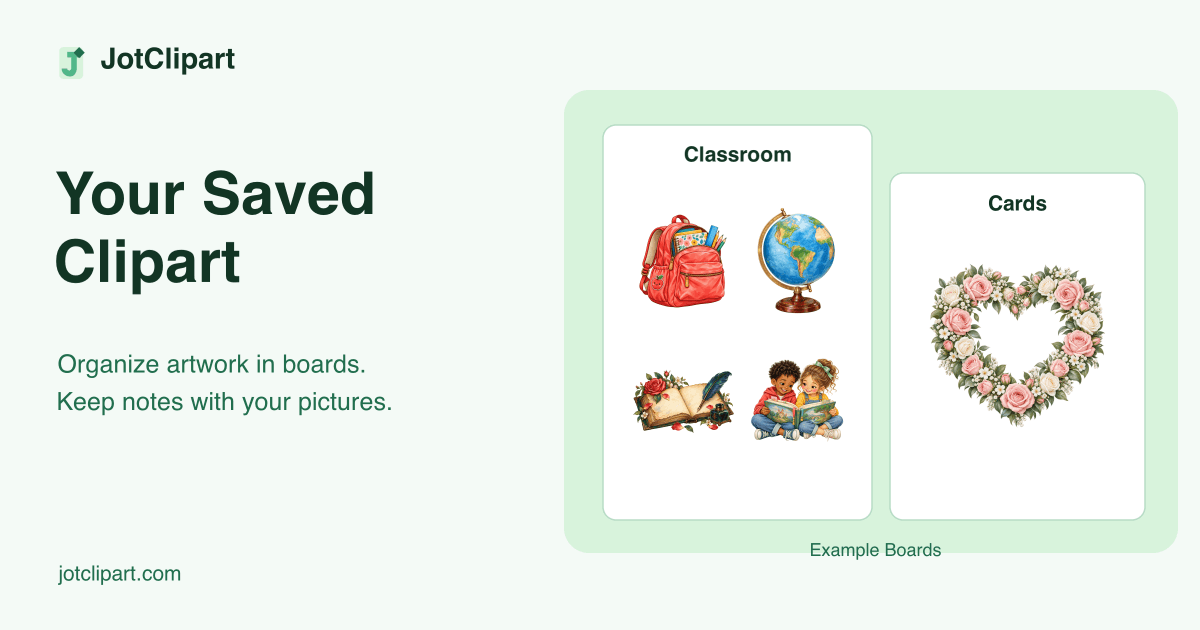 JotClipart
Your Saved
Clipart
Organize artwork in boards.
Keep notes with your pictures.
jotclipart.com
Classroom
Cards
Example Boards